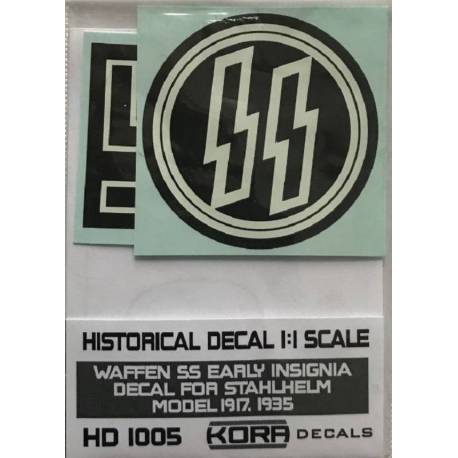 SS
HISTORICAL DECAL 1:1 SCALE
WAFFEN SS EARLY INSIGNIA
DECAL FOR STAHLHELM
MODEL 1917, 1935
HD 1005 KORA DECALS